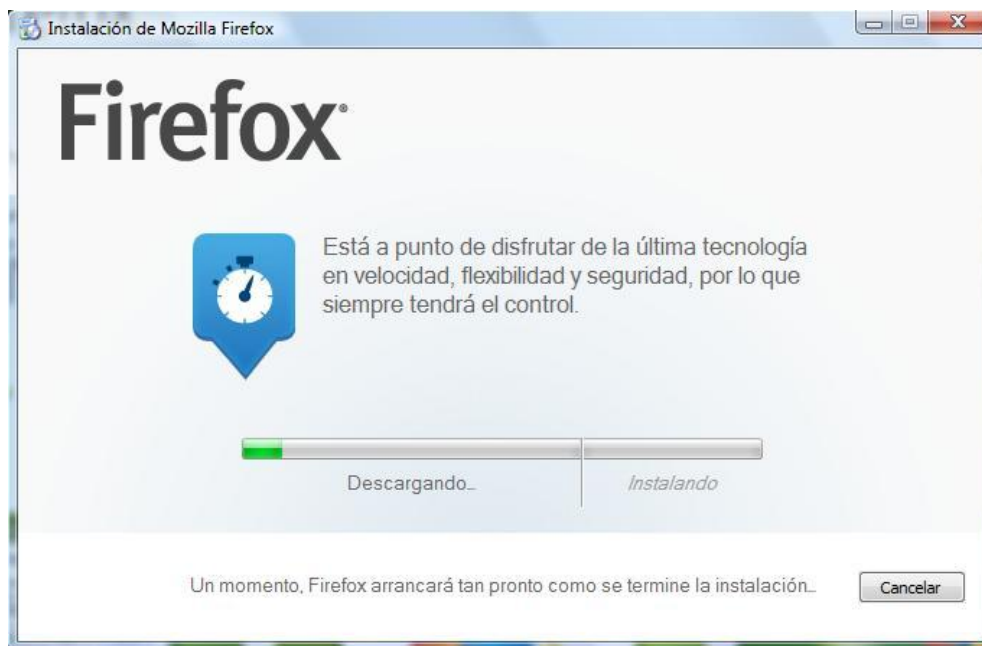 Instalación de Mozilla Firefox
Firefox®
Está a punto de disfrutar de la última tecnología
en velocidad, flexibilidad y seguridad, por lo que
siempre tendrá el control.
Descargando...
Instalando
Un momento, Firefox arrancará tan pronto como se termine la instalación...
Cancelar